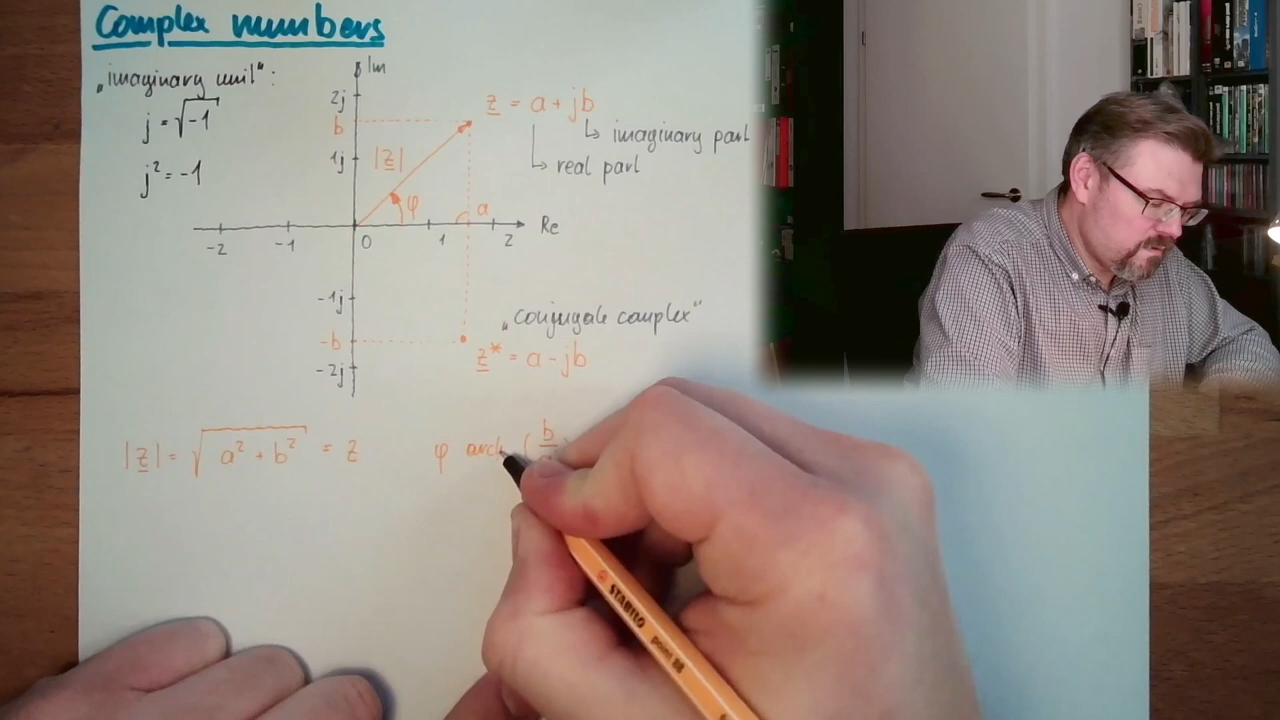 Complex numbers
„imaginary unit“:
j = √-1
j² = -1
Im
2j
b
1j
|z|
φ
a
-2
-1
0
1
2
Re
-1j
-b
-2j
z = a + jb
imaginary part
real part
„conjugate complex“
z* = a - jb
|z| = √a² + b² = z
φ arct ( b
STABILO point 88